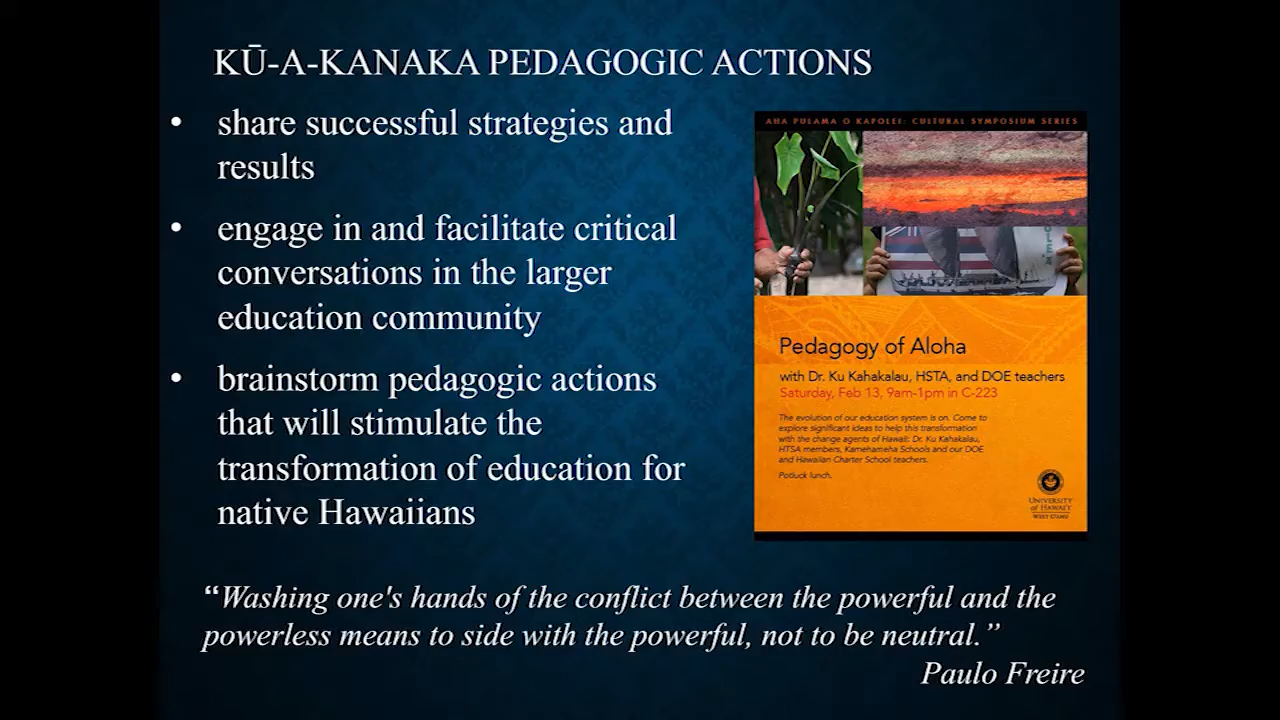 KŪ-A-KANAKA PEDAGOGIC ACTIONS
• share successful strategies and
results
• engage in and facilitate critical
conversations in the larger
education community
• brainstorm pedagogic actions
that will stimulate the
transformation of education for
native Hawaiians
AHA PULAMA O KAPOLEI: CULTURAL SYMPOSIUM SERIES
Pedagogy of Aloha
with Dr. Ku Kahakalau, HSTA, and DOE teachers
Saturday, Feb 13, 9am-1pm in C-223
The evolution of our education system is on. Come to
explore significant ideas to help this transformation
with the change agents of Hawaii: Dr. Ku Kahakalau,
HTSA members, Kamehameha Schools and our DOE
and Hawaiian Charter School teachers.
Potluck lunch.
UNIVERSITY
of HAWAI'I
WEST O'AHU
“Washing one's hands of the conflict between the powerful and the
powerless means to side with the powerful, not to be neutral.”
Paulo Freire